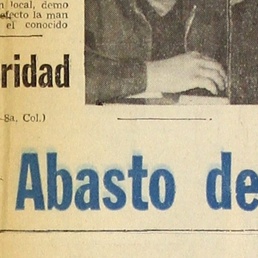 local, demo
efecto la man
el conocido
ridad
8a, Col.)
Abasto de